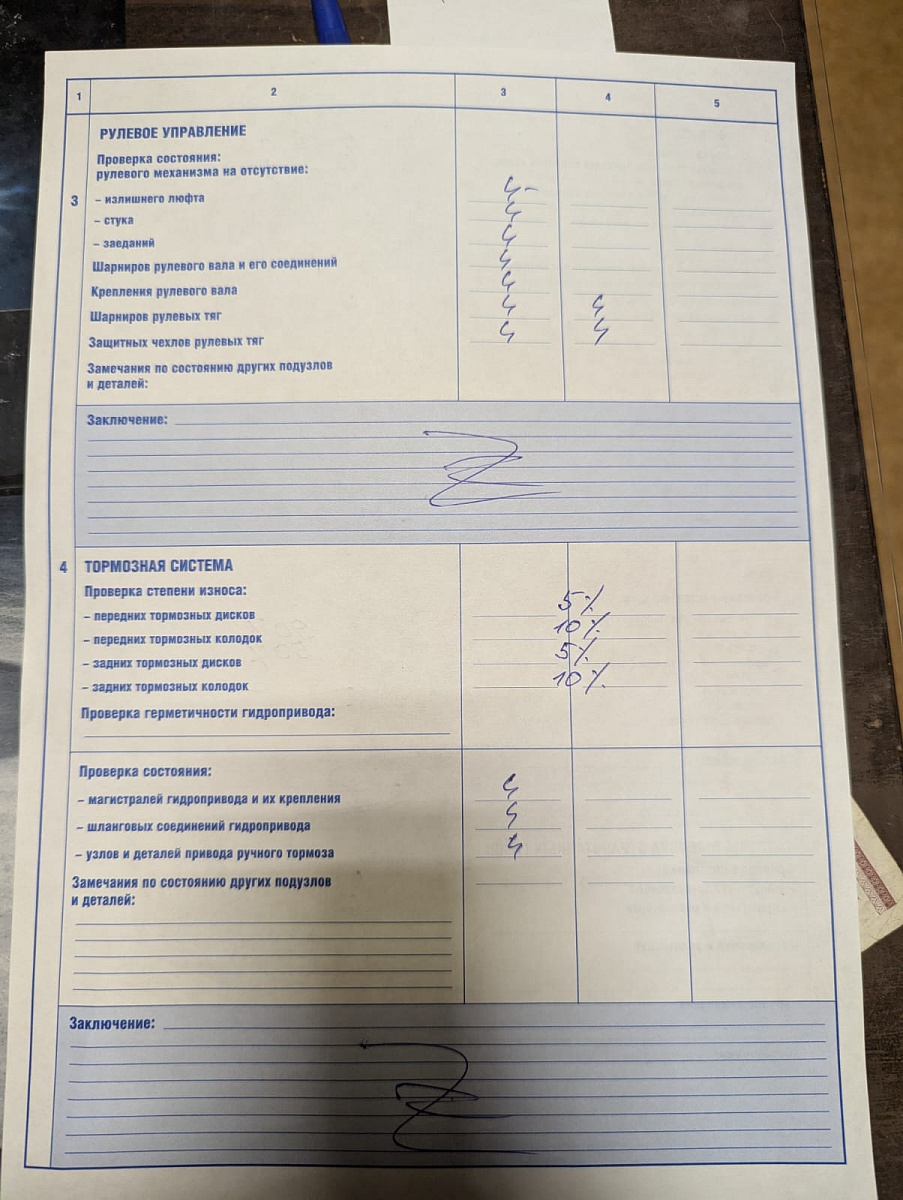 1 2 3 4 5
РУЛЕВОЕ УПРАВЛЕНИЕ
Проверка состояния:
рулевого механизма на отсутствие:
3 – излишнего люфта ч
– стука ч
– заеданий ч
Шарниров рулевого вала и его соединений ч
Крепления рулевого вала ч
Шарниров рулевых тяг ч ч
Защитных чехлов рулевых тяг ч ч
Замечания по состоянию других подузлов
и деталей:
Заключение:
4 ТОРМОЗНАЯ СИСТЕМА
Проверка степени износа:
– передних тормозных дисков 5%
– передних тормозных колодок 10%
– задних тормозных дисков 5%
– задних тормозных колодок 10%
Проверка герметичности гидропривода:
Проверка состояния:
– магистралей гидропривода и их крепления ч
– шланговых соединений гидропривода ч
– узлов и деталей привода ручного тормоза ч
Замечания по состоянию других подузлов
и деталей:
Заключение: